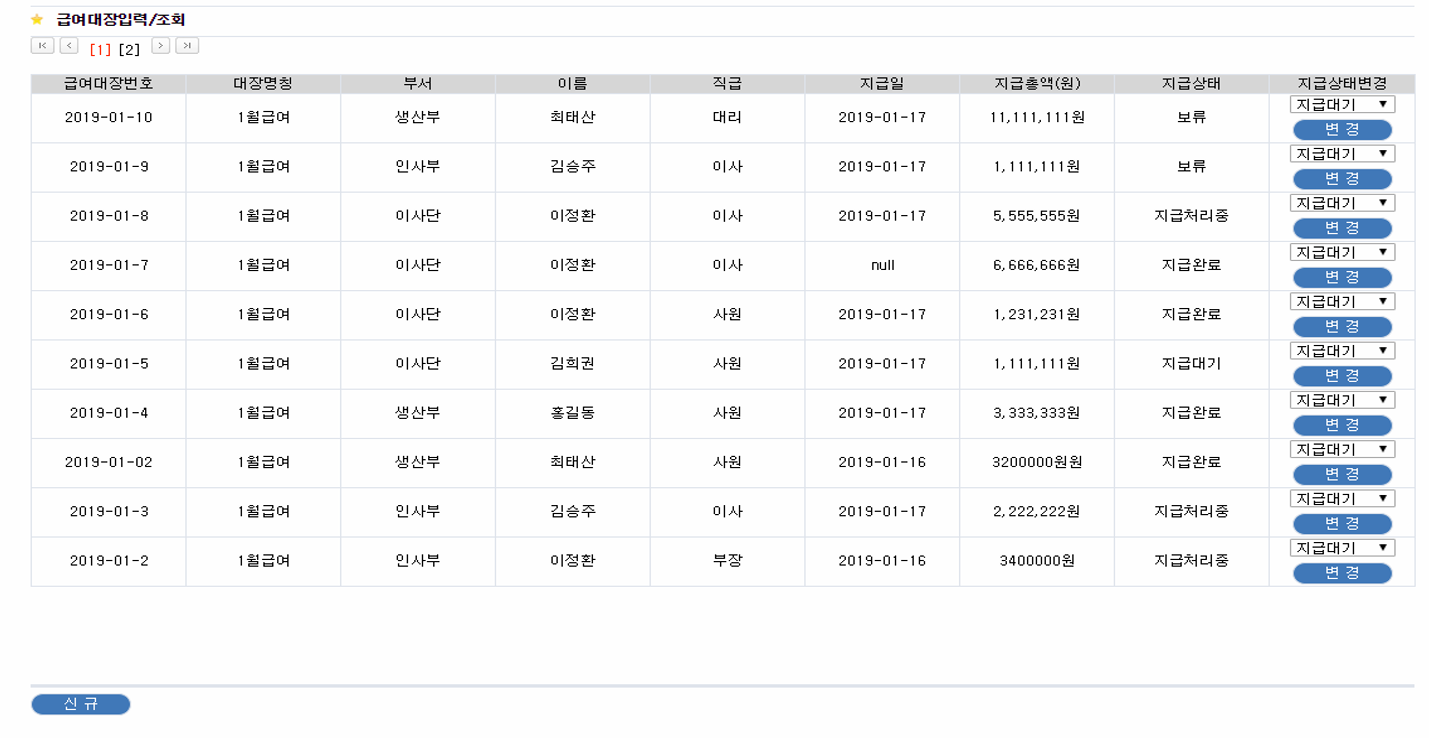 급여대장입력/조회
[1] [2]
급여대장번호 대장명칭 부서 이름 직급 지급일 지급총액(원) 지급상태 지급상태변경
2019-01-10 1월급여 생산부 최태산 대리 2019-01-17 11,111,111원 보류 지급대기
변 경
2019-01-9 1월급여 인사부 김승주 이사 2019-01-17 1,111,111원 보류 지급대기
변 경
2019-01-8 1월급여 이사단 이정환 이사 2019-01-17 5,555,555원 지급처리중 지급대기
변 경
2019-01-7 1월급여 이사단 이정환 이사 null 6,666,666원 지급완료 지급대기
변 경
2019-01-6 1월급여 이사단 이정환 사원 2019-01-17 1,231,231원 지급완료 지급대기
변 경
2019-01-5 1월급여 이사단 김희권 사원 2019-01-17 1,111,111원 지급대기 지급대기
변 경
2019-01-4 1월급여 생산부 홍길동 사원 2019-01-17 3,333,333원 지급완료 지급대기
변 경
2019-01-02 1월급여 생산부 최태산 사원 2019-01-16 3200000원원 지급완료 지급대기
변 경
2019-01-3 1월급여 인사부 김승주 이사 2019-01-17 2,222,222원 지급처리중 지급대기
변 경
2019-01-2 1월급여 인사부 이정환 부장 2019-01-16 3400000원 지급처리중 지급대기
변 경
신 규